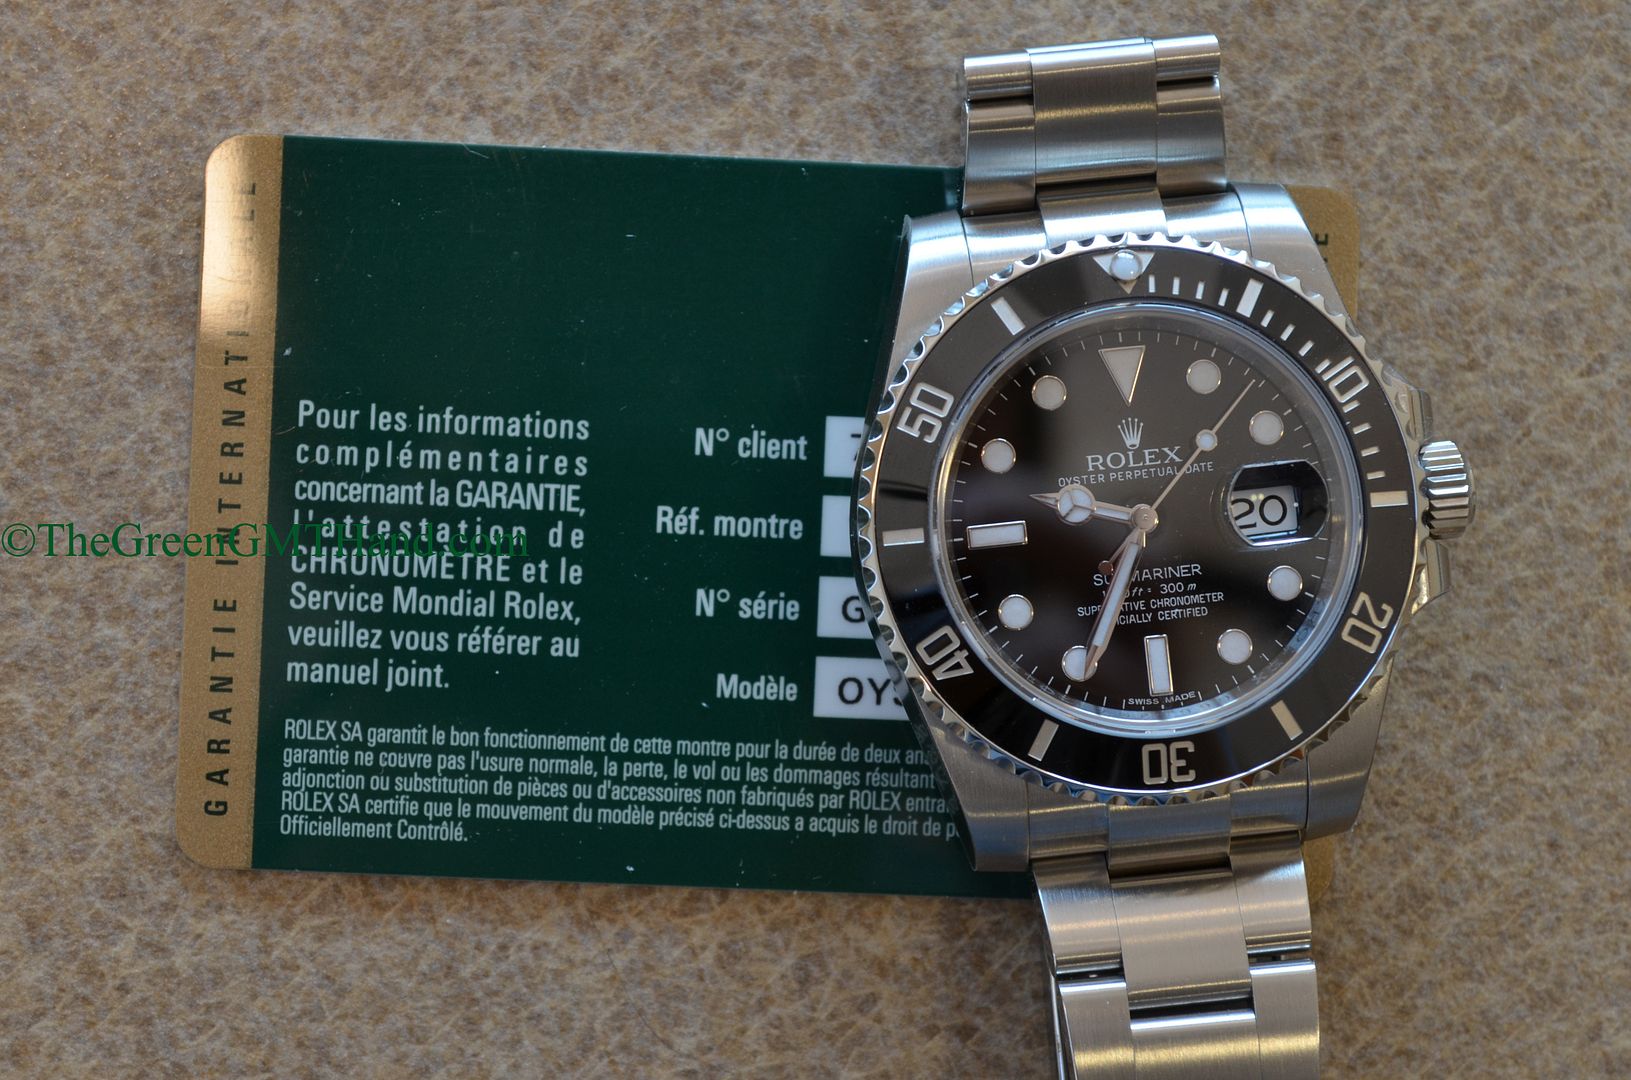 GARANTIE INTERNATIONALE
Pour les informations
complémentaires
concernant la GARANTIE,
l'attestation de
CHRONOMETRE et le
Service Mondial Rolex,
veuillez vous référer au
manuel joint.
N° client
7
Réf. montre
N° série
G
Modèle
OYS
ROLEX SA garantit le bon fonctionnement de cette montre pour la durée de deux ans
garantie ne couvre pas l'usure normale, la perte, le vol ou les dommages résultant
adjonction ou substitution de pièces ou d'accessoires non fabriqués par ROLEX entra
ROLEX SA certifie que le mouvement du modèle précisé ci-dessus a acquis le droit de p
Officiellement Contrôlé.
©TheGreenGMTHand.com
10
20
30
40
50
ROLEX
OYSTER PERPETUAL DATE
20
SUBMARINER
300 m
SUPERLATIVE CHRONOMETER
OFFICIALLY CERTIFIED
SWISS MADE
E